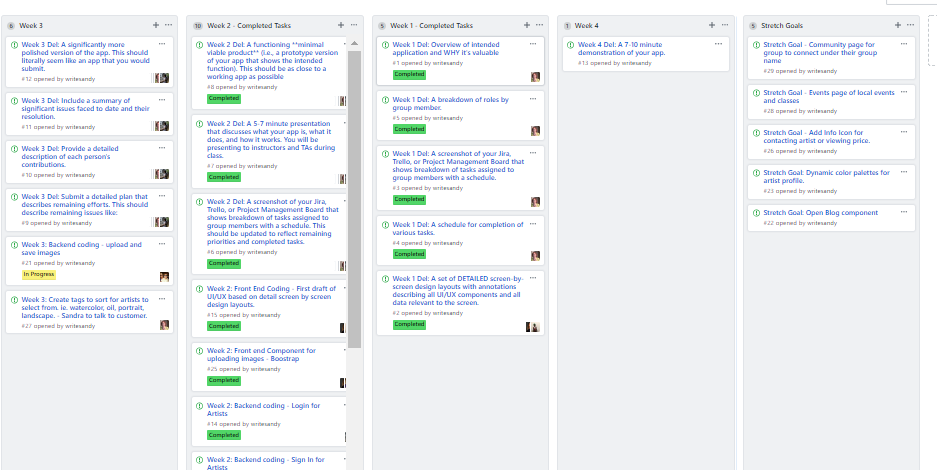 6 Week 3
Week 3 Del: A significantly more
polished version of the app. This should
literally seem like an app that you would
submit.
#12 opened by writesandy
Week 3 Del: Include a summary of
significant issues faced to date and their
resolution.
#11 opened by writesandy
Week 3 Del: Provide a detailed
description of each person's
contributions.
#10 opened by writesandy
Week 3 Del: Submit a detailed plan that
describes remaining efforts. This should
describe remaining issues like:
#9 opened by writesandy
Week 3: Backend coding - upload and
save images
#21 opened by writesandy
In Progress
Week 3: Create tags to sort for artists to
select from. ie. watercolor, oil, portrait,
landscape. - Sandra to talk to customer.
#27 opened by writesandy
10 Week 2 - Completed Tasks
Week 2 Del: A functioning **minimal
viable product** (i.e., a prototype version
of your app that shows the intended
function). This should be as close to a
working app as possible
#8 opened by writesandy
Completed
Week 2 Del: A 5-7 minute presentation
that discusses what your app is, what it
does, and how it works. You will be
presenting to instructors and TAs during
class.
#7 opened by writesandy
Completed
Week 2 Del: A screenshot of your Jira,
Trello, or Project Management Board that
shows breakdown of tasks assigned to
group members with a schedule. This
should be updated to reflect remaining
priorities and completed tasks.
#6 opened by writesandy
Completed
Week 2: Front End Coding - First draft of
UI/UX based on detail screen by screen
design layouts.
#15 opened by writesandy
Completed
Week 2: Front end Component for
uploading images - Boostrap
#25 opened by writesandy
Completed
Week 2: Backend coding - Login for
Artists
#14 opened by writesandy
Completed
Week 2: Backend coding - Sign In for
Artists
5 Week 1 - Completed Tasks
Week 1 Del: Overview of intended
application and WHY it's valuable
#1 opened by writesandy
Completed
Week 1 Del: A breakdown of roles by
group member.
#5 opened by writesandy
Completed
Week 1 Del: A screenshot of your Jira,
Trello, or Project Management Board that
shows breakdown of tasks assigned to
group members with a schedule.
#3 opened by writesandy
Completed
Week 1 Del: A schedule for completion of
various tasks.
#4 opened by writesandy
Completed
Week 1 Del: A set of DETAILED screen-by-
screen design layouts with annotations
describing all UI/UX components and all
data relevant to the screen.
#2 opened by writesandy
Completed
1 Week 4
Week 4 Del: A 7-10 minute
demonstration of your app.
#13 opened by writesandy
5 Stretch Goals
Stretch Goal - Community page for
group to connect under their group
name
#29 opened by writesandy
Stretch Goal - Events page of local events
and classes
#28 opened by writesandy
Stretch Goal - Add Info Icon for
contacting artist or viewing price.
#26 opened by writesandy
Stretch Goal: Dynamic color palettes for
artist profile.
#23 opened by writesandy
Stretch Goal: Open Blog component
#22 opened by writesandy